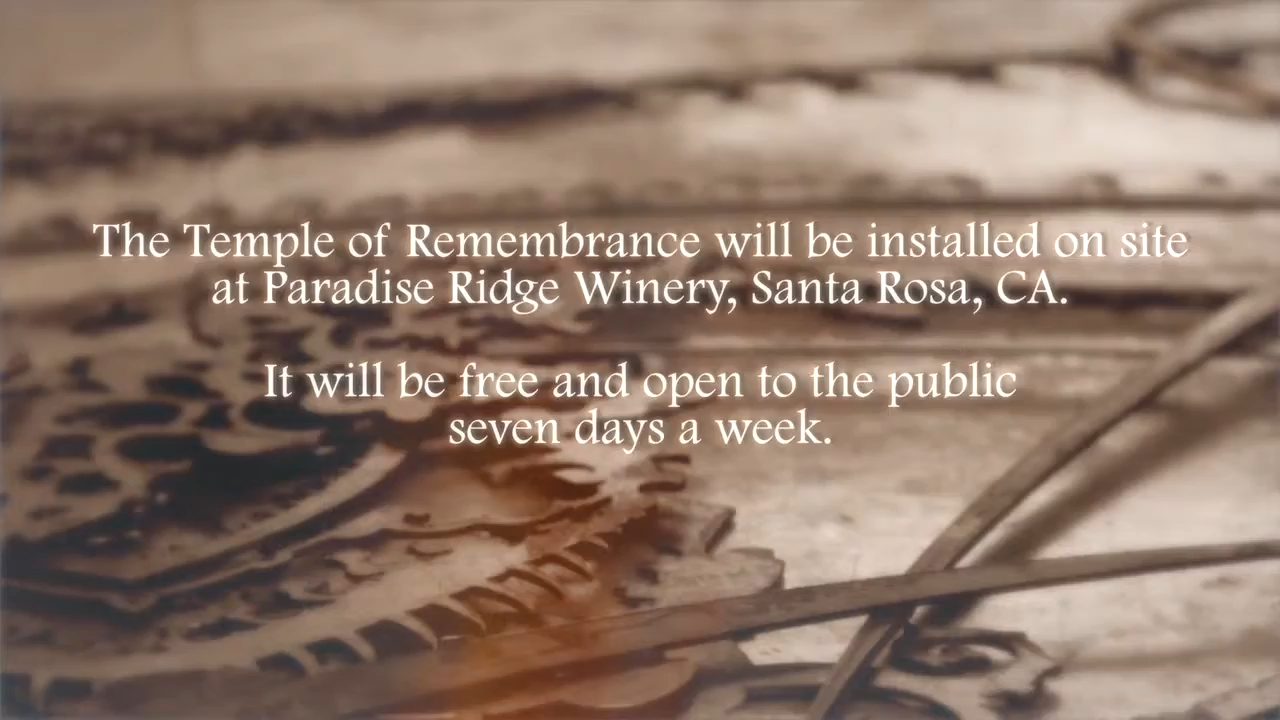 The Temple of Remembrance will be installed on site
at Paradise Ridge Winery, Santa Rosa, CA.
It will be free and open to the public
seven days a week.